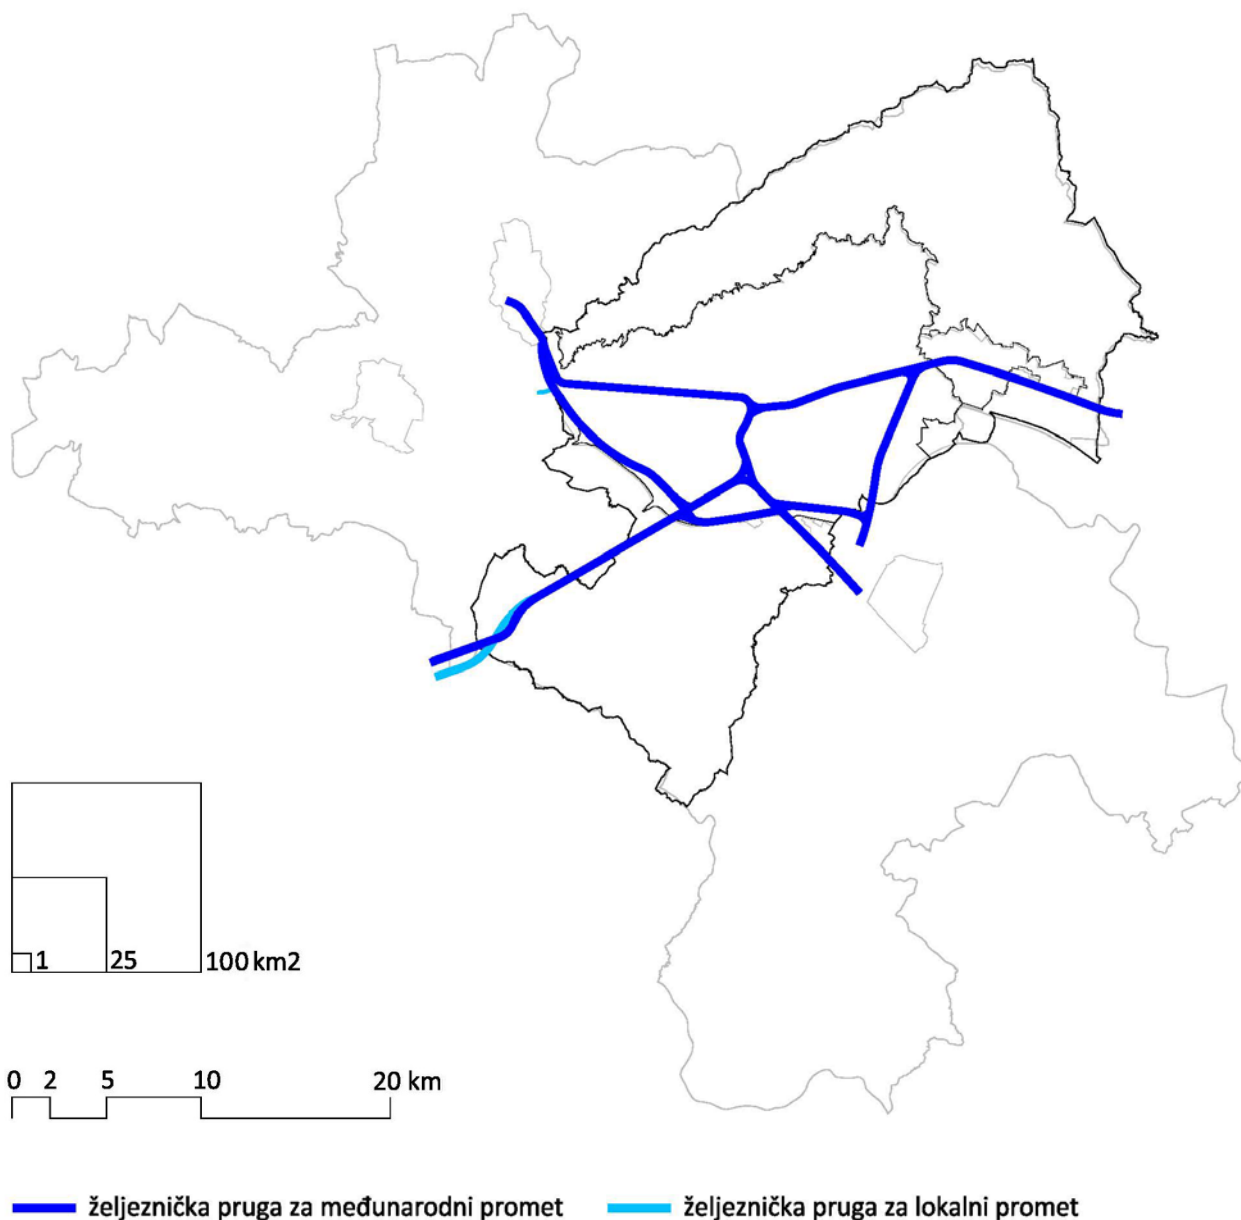 1 25 100 km2
0 2 5 10 20 km
željeznička pruga za međunarodni promet željeznička pruga za lokalni promet